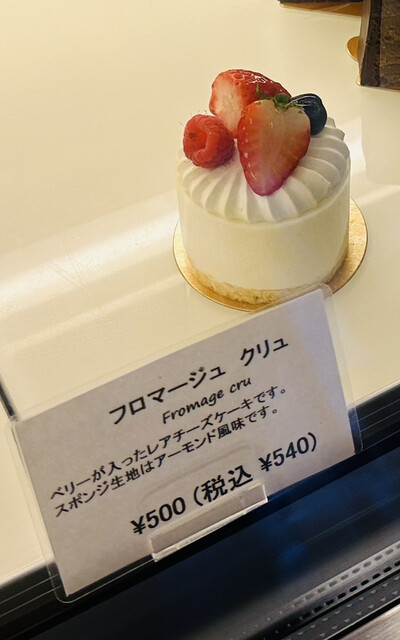 フロマージュ クリュ
Fromage cru
ベリーが入ったレアチーズケーキです。
スポンジ生地はアーモンド風味です。
¥500 (税込 ¥540)